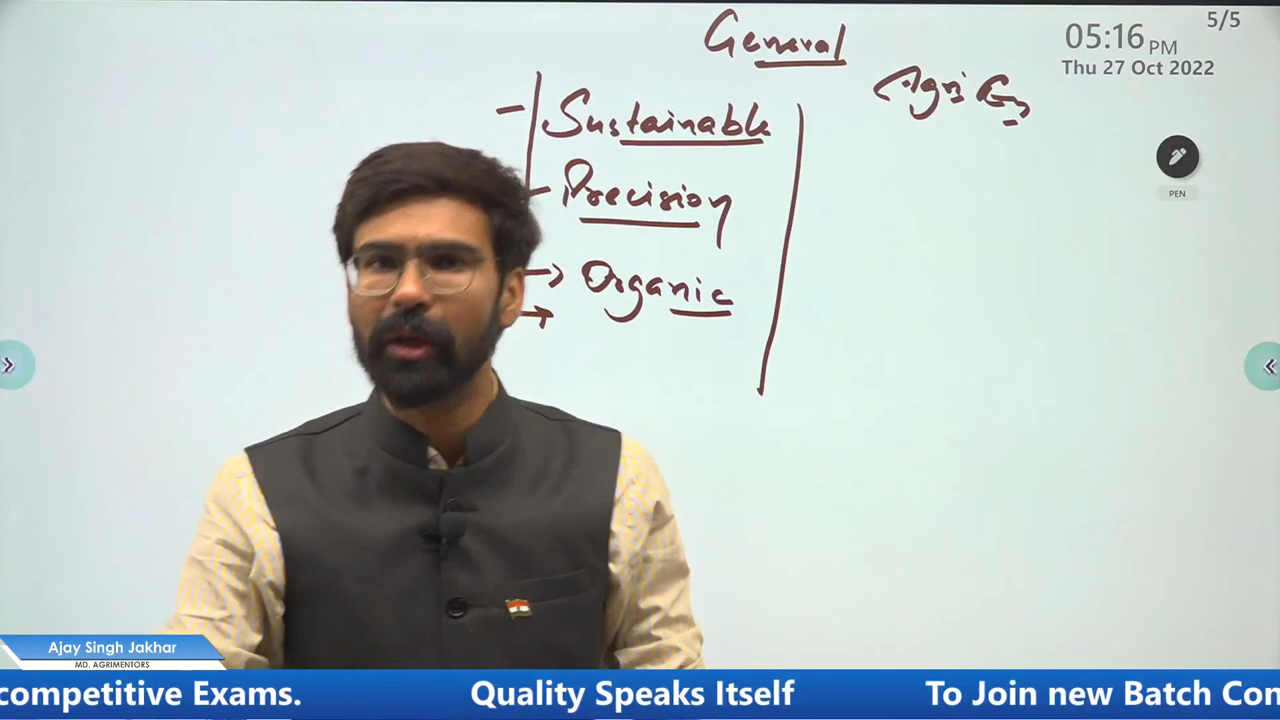 General
5/5
05:16 PM
Thu 27 Oct 2022
Agri En
Sustainable
Precision
Organic
PEN
»
«
Ajay Singh Jakhar
MD. AGRIMENTORS
competitive Exams. Quality Speaks Itself To Join new Batch Con